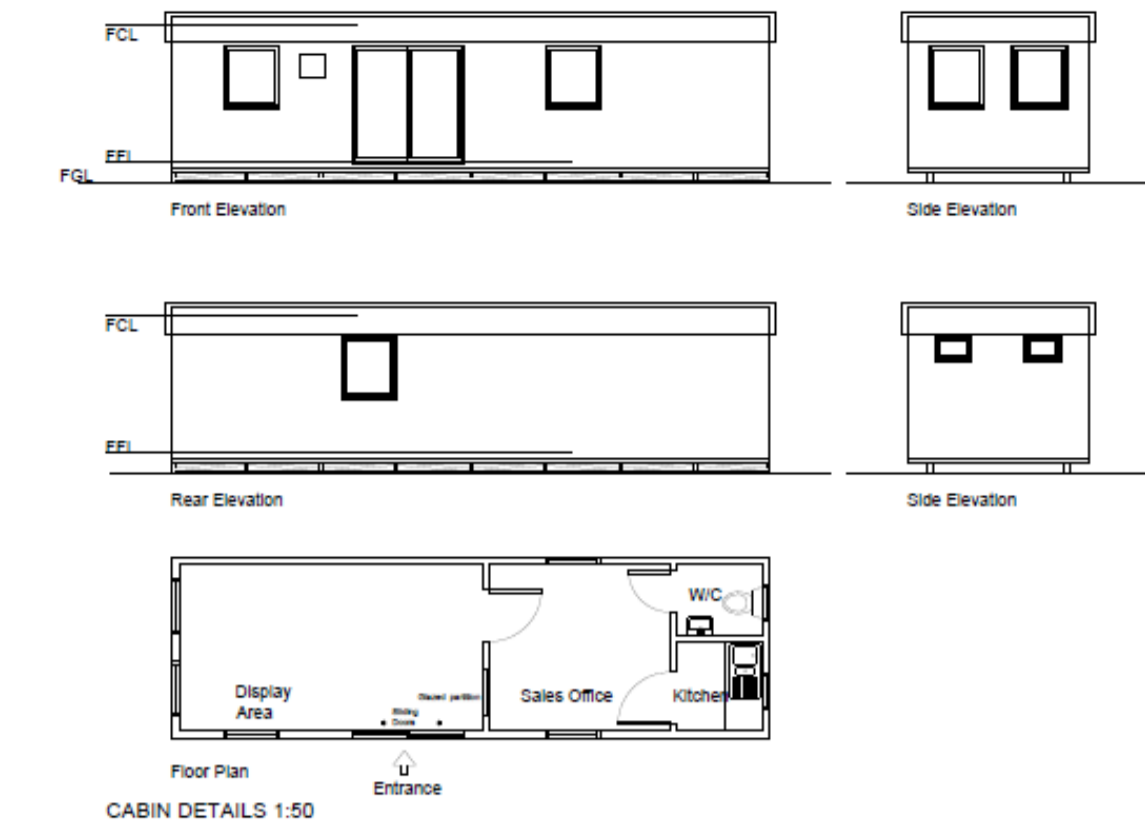 FCL
FFL
FGL
Front Elevation
Side Elevation
FCL
FFL
Rear Elevation
Side Elevation
W/C
Display
Area
Glazed partition
Sliding
Doors
Sales Office
Kitchen
Floor Plan
Entrance
CABIN DETAILS 1:50